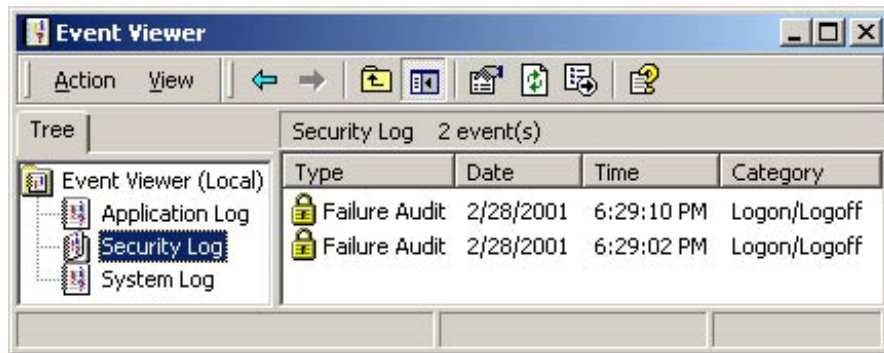 Event Viewer
Action View
Tree
Security Log 2 event(s)
Event Viewer (Local)
Application Log
Security Log
System Log
Type Date Time Category
Failure Audit 2/28/2001 6:29:10 PM Logon/Logoff
Failure Audit 2/28/2001 6:29:02 PM Logon/Logoff